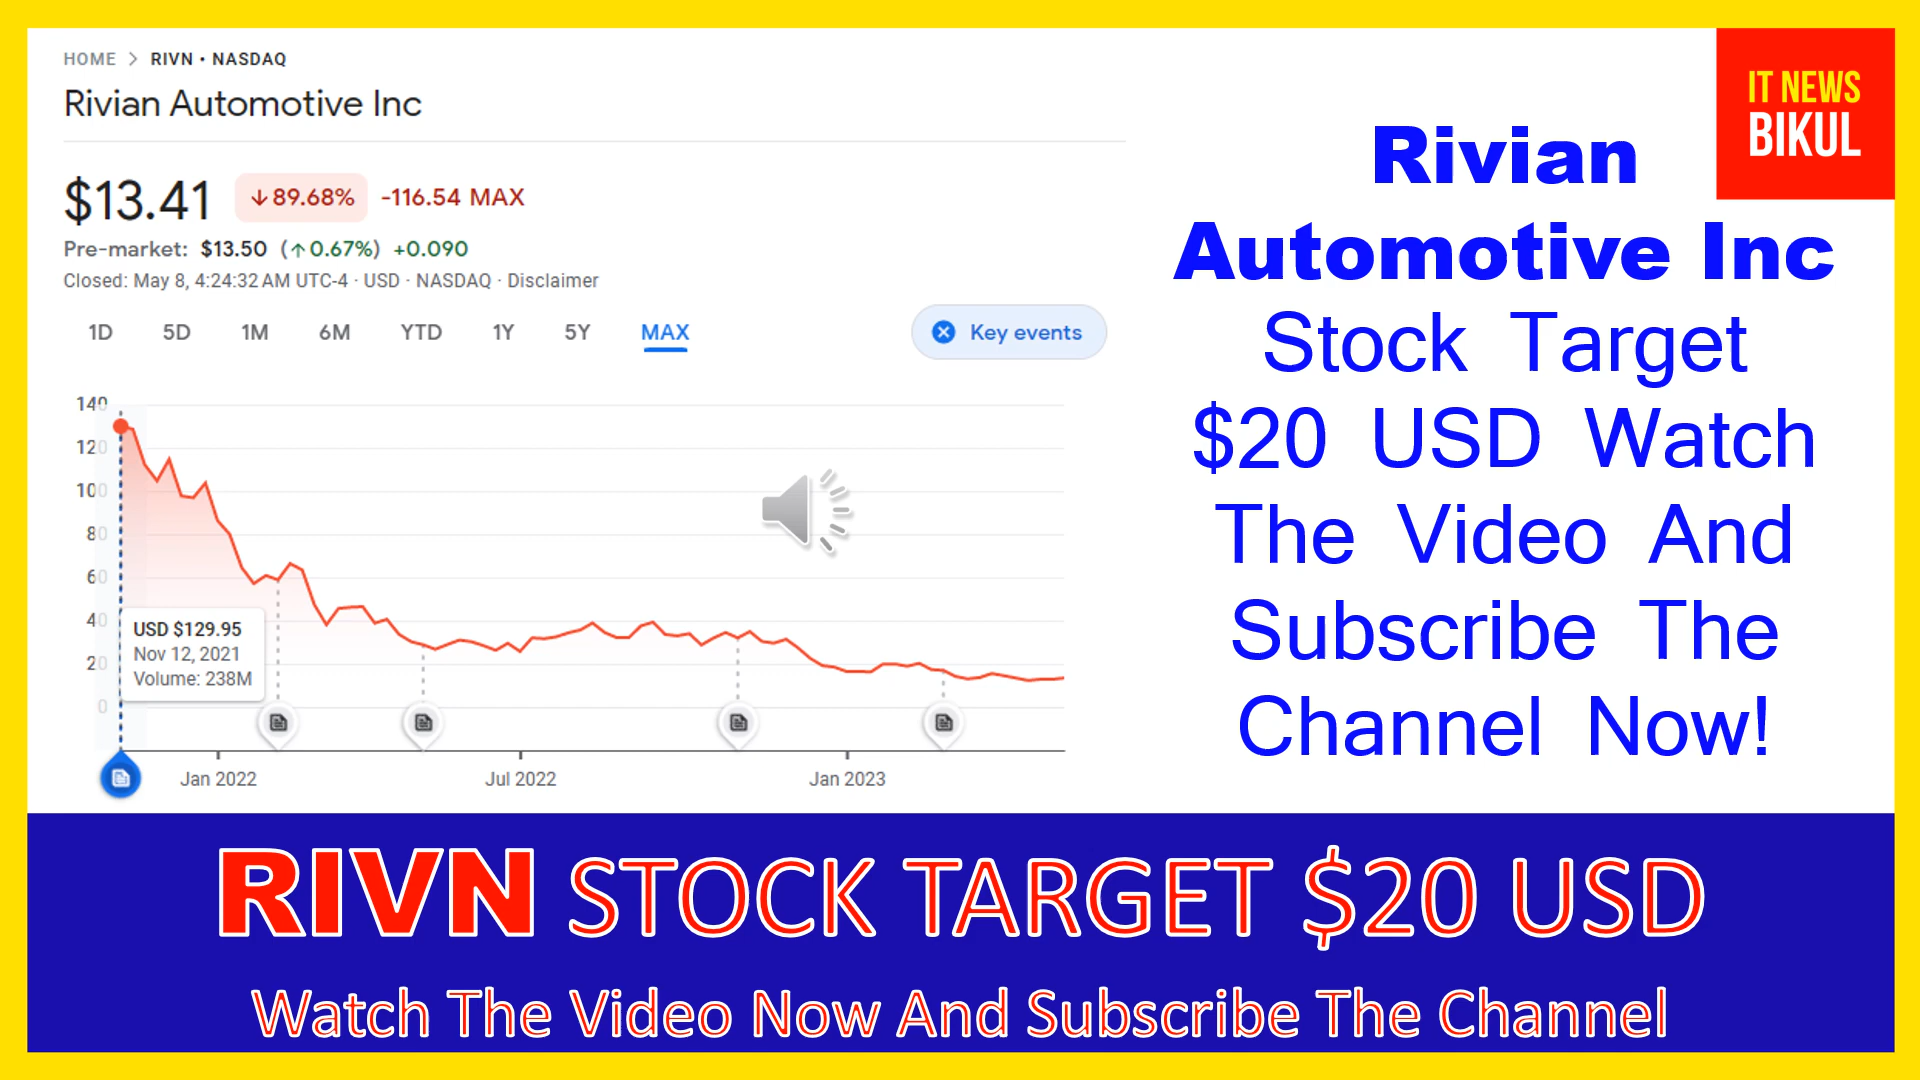 HOME > RIVN • NASDAQ
Rivian Automotive Inc
$13.41 ↓89.68% -116.54 MAX
Pre-market: $13.50 (↑0.67%) +0.090
Closed: May 8, 4:24:32 AM UTC-4 · USD · NASDAQ · Disclaimer
1D 5D 1M 6M YTD 1Y 5Y MAX
Key events
140
120
100
80
60
40
20
0
USD $129.95
Nov 12, 2021
Volume: 238M
Jan 2022 Jul 2022 Jan 2023
IT NEWS
BIKUL
Rivian
Automotive Inc
Stock Target
$20 USD Watch
The Video And
Subscribe The
Channel Now!
RIVN STOCK TARGET $20 USD
Watch The Video Now And Subscribe The Channel